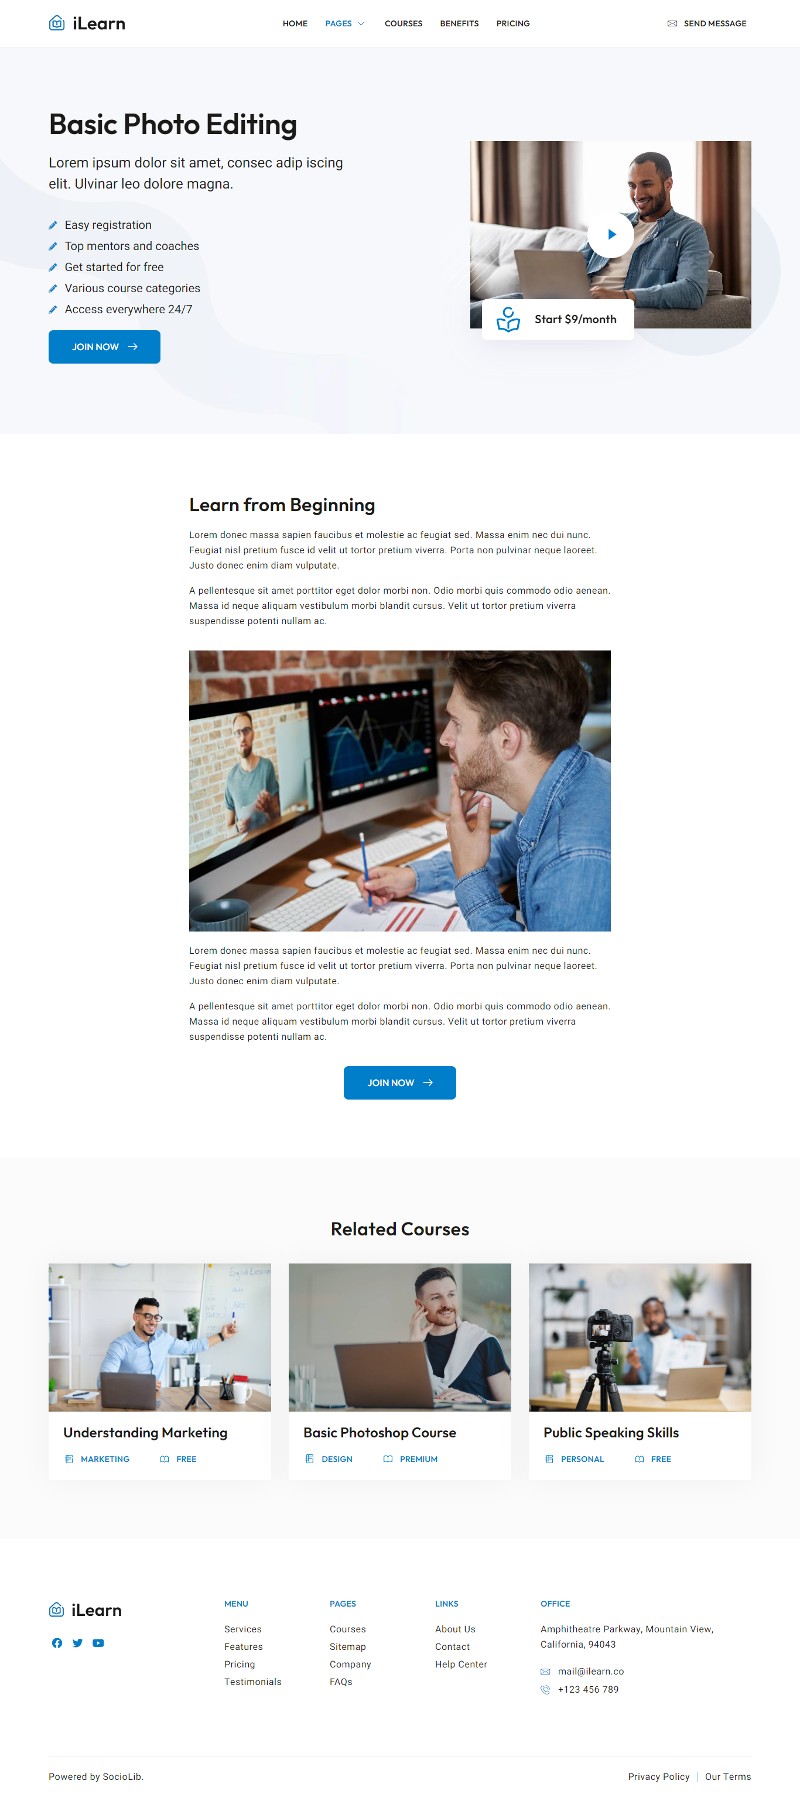 iLearn
HOME
PAGES
COURSES
BENEFITS
PRICING
SEND MESSAGE
Basic Photo Editing
Lorem ipsum dolor sit amet, consec adip iscing
elit. Ulvinar leo dolore magna.
Easy registration
Top mentors and coaches
Get started for free
Various course categories
Access everywhere 24/7
JOIN NOW
Start $9/month
Learn from Beginning
Lorem donec massa sapien faucibus et molestie ac feugiat sed. Massa enim nec dui nunc.
Feugiat nisl pretium fusce id velit ut tortor pretium viverra. Porta non pulvinar neque laoreet.
Justo donec enim diam vulputate.
A pellentesque sit amet porttitor eget dolor morbi non. Odio morbi quis commodo odio aenean.
Massa id neque aliquam vestibulum morbi blandit cursus. Velit ut tortor pretium viverra
suspendisse potenti nullam ac.
Lorem donec massa sapien faucibus et molestie ac feugiat sed. Massa enim nec dui nunc.
Feugiat nisl pretium fusce id velit ut tortor pretium viverra. Porta non pulvinar neque laoreet.
Justo donec enim diam vulputate.
A pellentesque sit amet porttitor eget dolor morbi non. Odio morbi quis commodo odio aenean.
Massa id neque aliquam vestibulum morbi blandit cursus. Velit ut tortor pretium viverra
suspendisse potenti nullam ac.
JOIN NOW
Related Courses
Understanding Marketing
MARKETING
FREE
Basic Photoshop Course
DESIGN
PREMIUM
Public Speaking Skills
PERSONAL
FREE
iLearn
MENU
Services
Features
Pricing
Testimonials
PAGES
Courses
Sitemap
Company
FAQs
LINKS
About Us
Contact
Help Center
OFFICE
Amphitheatre Parkway, Mountain View,
California, 94043
mail@ilearn.co
+123 456 789
Powered by SocioLib.
Privacy Policy
Our Terms